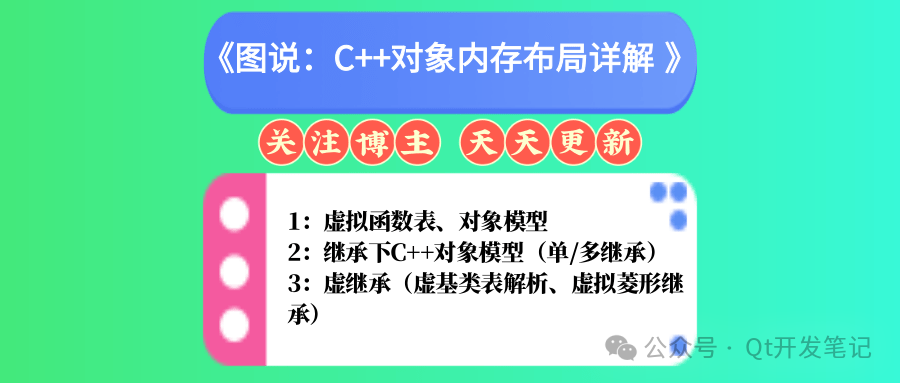 《图说：C++对象内存布局详解 》
关注博主 天天更新
1：虚拟函数表、对象模型
2：继承下C++对象模型（单/多继承）
3：虚继承（虚基类表解析、虚拟菱形继
承）
公众号 · Qt开发笔记